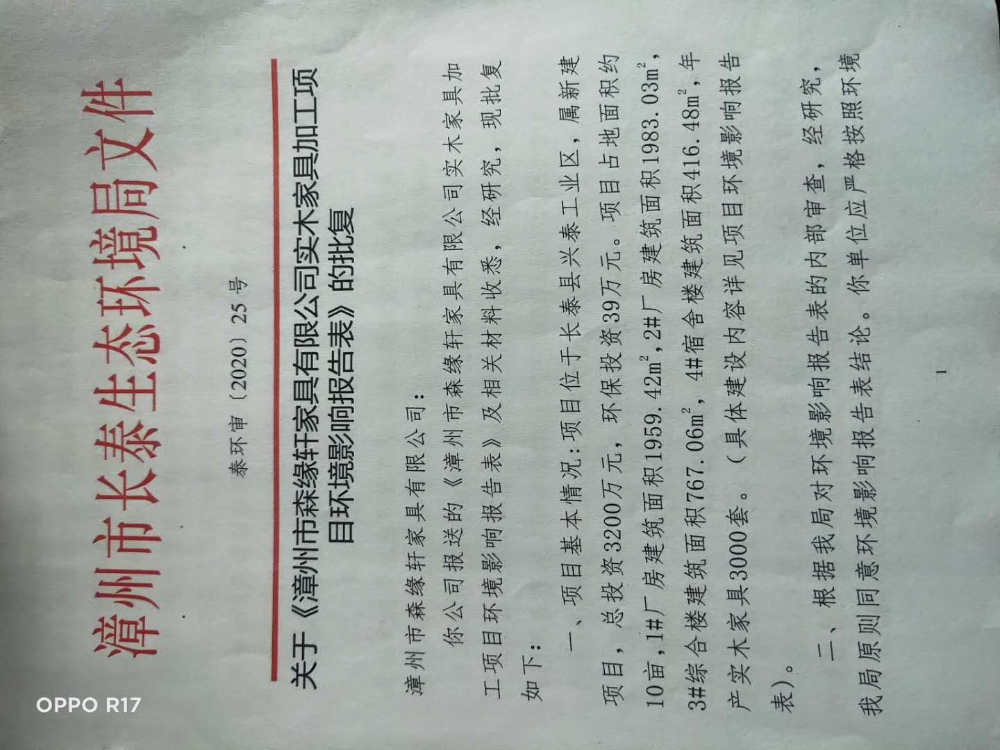 漳州市长泰生态环境局文件
泰环审〔2020〕25号
关于《漳州市森缘轩家具有限公司实木家具加工项
目环境影响报告表》的批复
漳州市森缘轩家具有限公司：
你公司报送的《漳州市森缘轩家具有限公司实木家具加
工项目环境影响报告表》及相关材料收悉，经研究，现批复
如下：
一、项目基本情况：项目位于长泰县兴泰工业区，属新建
项目，总投资3200万元，环保投资39万元。项目占地面积约
10亩，1#厂房建筑面积1959.42m²，2#厂房建筑面积1983.03m²，
3#综合楼建筑面积767.06m²，4#宿舍楼建筑面积416.48m²，年
产实木家具3000套。（具体建设内容详见项目环境影响报告
表）。
二、根据我局对环境影响报告表的内部审查，经研究，
我局原则同意环境影响报告表结论。你单位应严格按照环境
1
OPPO R17